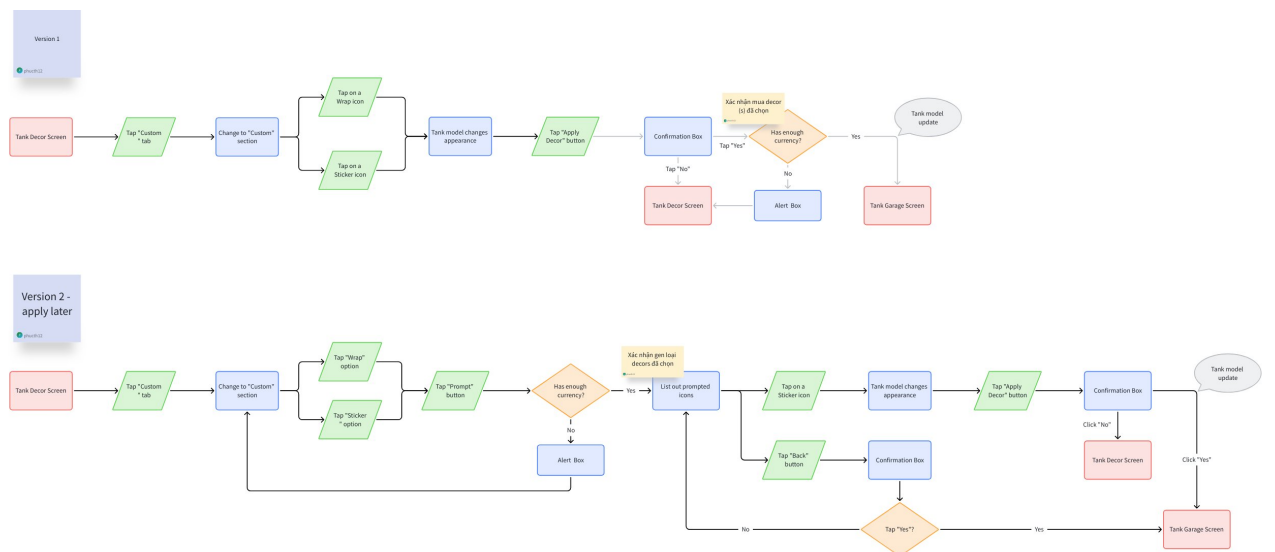 Version 1
phucth12
Tank Decor Screen
Tap "Custom
" tab
Change to "Custom"
section
Tap on a
Wrap icon
Tap on a
Sticker icon
Tank model changes
appearance
Tap "Apply
Decor" button
Confirmation Box
Tap "Yes"
Tap "No"
Xác nhận mua decor
(s) đã chọn
Has enough
currency?
Yes
No
Tank model
update
Tank Decor Screen
Alert Box
Tank Garage Screen
Version 2 -
apply later
phucth12
Tank Decor Screen
Tap "Custom
" tab
Change to "Custom"
section
Tap "Wrap"
option
Tap "Sticker
" option
Tap "Prompt"
button
Has enough
currency?
Yes
No
Alert Box
Xác nhận gen loại
decors đã chọn
List out prompted
icons
Tap on a
Sticker icon
Tank model changes
appearance
Tap "Apply
Decor" button
Confirmation Box
Tank model
update
Click "No"
Tank Decor Screen
Click "Yes"
Tap "Back"
button
Confirmation Box
Tap "Yes"?
No
Yes
Tank Garage Screen